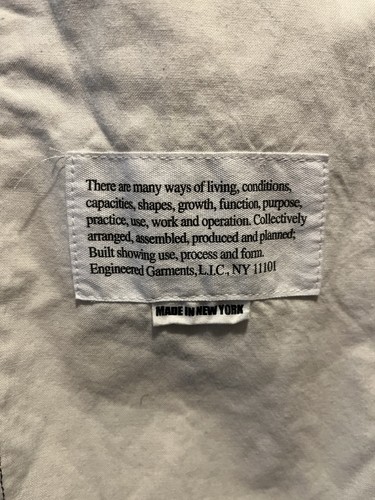 There are many ways of living, conditions,
capacities, shapes, growth, function, purpose,
practice, use, work and operation. Collectively
arranged, assembled, produced and planned;
Built showing use, process and form.
Engineered Garments, L.I.C., NY 11101
MADE IN NEW YORK